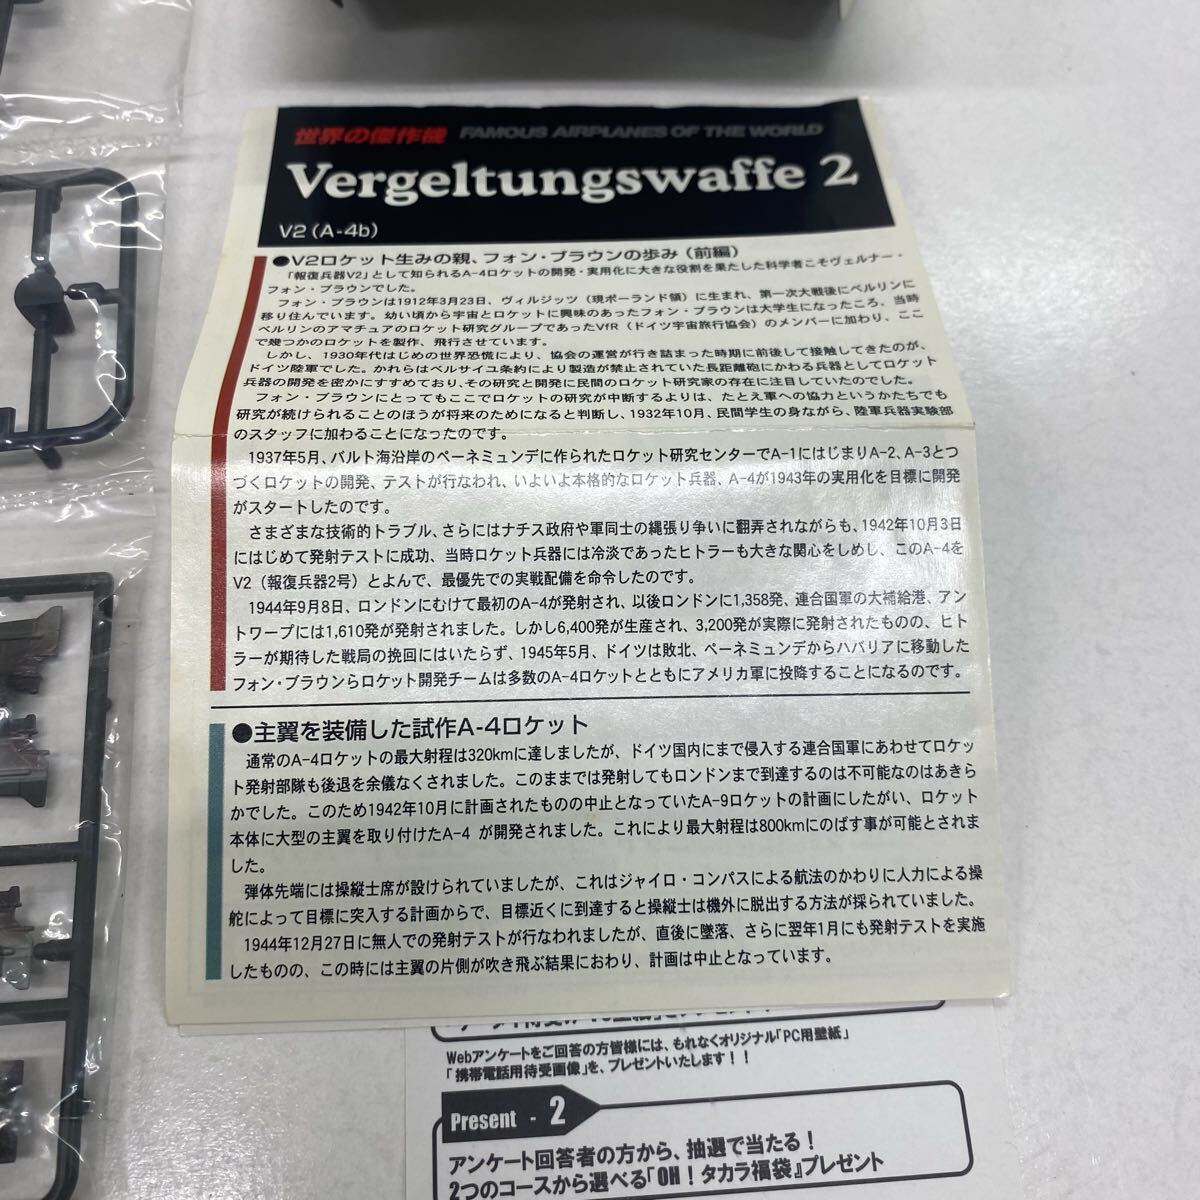 世界の傑作機 FAMOUS AIRPLANES OF THE WORLD
Vergeltungswaffe 2
V2 (A-4b)
●V2ロケット生みの親、フォン・ブラウンの歩み(前編)
「報復兵器V2」として知られるA-4ロケットの開発・実用化に大きな役割を果たした科学者こそヴェルナー・
フォン・ブラウンでした。
フォン・ブラウンは1912年3月23日、ヴィルジッツ(現ポーランド領)に生まれ、第一次大戦後にベルリンに
移り住んでいます。幼い頃から宇宙とロケットに興味のあったフォン・ブラウンは大学生になったころ、当時
ベルリンのアマチュアのロケット研究グループであったVfR(ドイツ宇宙旅行協会)のメンバーに加わり、ここ
で幾つかのロケットを製作、飛行させています。
しかし、1930年代はじめの世界恐慌により、協会の運営が行き詰まった時期に前後して接触してきたのが、
ドイツ陸軍でした。かれらはベルサイユ条約により製造が禁止されていた長距離砲にかわる兵器としてロケット
兵器の開発を密かにすすめており、その研究と開発に民間のロケット研究家の存在に注目していたのでした。
フォン・ブラウンにとってもここでロケットの研究が中断するよりは、たとえ軍への協力というかたちでも
研究が続けられることのほうが将来のためになると判断し、1932年10月、民間学生の身ながら、陸軍兵器実験部
のスタッフに加わることになったのです。
1937年5月、バルト海沿岸のペーネミュンデに作られたロケット研究センターでA-1にはじまりA-2、A-3とつ
づくロケットの開発、テストが行なわれ、いよいよ本格的なロケット兵器、A-4が1943年の実用化を目標に開発
がスタートしたのです。
さまざまな技術的トラブル、さらにはナチス政府や軍同士の縄張り争いに翻弄されながらも、1942年10月3日
にはじめて発射テストに成功、当時ロケット兵器には冷淡であったヒトラーも大きな関心をしめし、このA-4を
V2(報復兵器2号)とよんで、最優先での実戦配備を命令したのです。
1944年9月8日、ロンドンにむけて最初のA-4が発射され、以後ロンドンに1,358発、連合国軍の大補給港、アン
トワープには1,610発が発射されました。しかし6,400発が生産され、3,200発が実際に発射されたものの、ヒト
ラーが期待した戦局の挽回にはいたらず、1945年5月、ドイツは敗北、ペーネミュンデからババリアに移動した
フォン・ブラウンらロケット開発チームは多数のA-4ロケットとともにアメリカ軍に投降することになるのです。
●主翼を装備した試作A-4ロケット
通常のA-4ロケットの最大射程は320kmに達しましたが、ドイツ国内にまで侵入する連合国軍にあわせてロケッ
ト発射部隊も後退を余儀なくされました。このままでは発射してもロンドンまで到達するのは不可能なのはあきら
かでした。このため1942年10月に計画されたものの中止となっていたA-9ロケットの計画にしたがい、ロケット
本体に大型の主翼を取り付けたA-4 が開発されました。これにより最大射程は800kmにのばす事が可能とされま
した。
弾体先端には操縦士席が設けられていましたが、これはジャイロ・コンパスによる航法のかわりに人力による操
舵によって目標に突入する計画からで、目標近くに到達すると操縦士は機外に脱出する方法が採られていました。
1944年12月27日に無人での発射テストが行なわれましたが、直後に墜落、さらに翌年1月にも発射テストを実施
したものの、この時には主翼の片側が吹き飛ぶ結果におわり、計画は中止となっています。
Webアンケートをご回答の方皆様には、もれなくオリジナル「PC用壁紙」
「携帯電話用待受画像」を、プレゼントいたします!!
Present - 2
アンケート回答者の方から、抽選で当たる!
2つのコースから選べる「OH!タカラ福袋』プレゼント